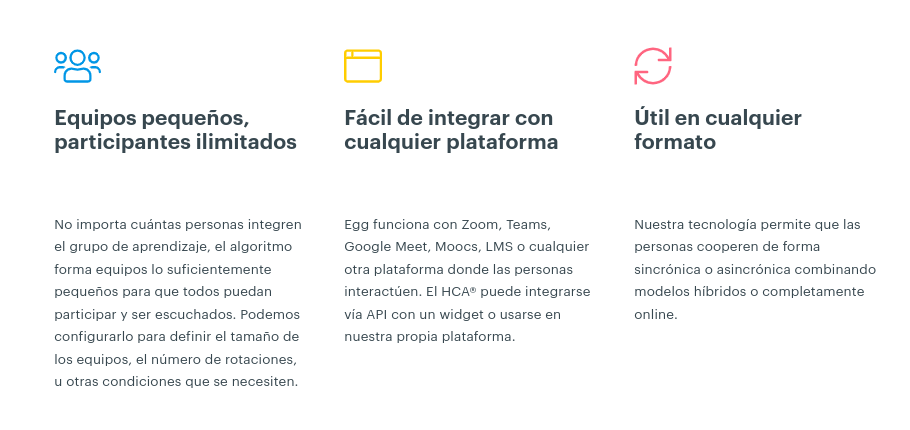 Equipos pequeños,
participantes ilimitados
No importa cuántas personas integren
el grupo de aprendizaje, el algoritmo
forma equipos lo suficientemente
pequeños para que todos puedan
participar y ser escuchados. Podemos
configurarlo para definir el tamaño de
los equipos, el número de rotaciones,
u otras condiciones que se necesiten.
Fácil de integrar con
cualquier plataforma
Egg funciona con Zoom, Teams,
Google Meet, Moocs, LMS o cualquier
otra plataforma donde las personas
interactúen. El HCA® puede integrarse
vía API con un widget o usarse en
nuestra propia plataforma.
Útil en cualquier
formato
Nuestra tecnología permite que las
personas cooperen de forma
sincrónica o asincrónica combinando
modelos híbridos o completamente
online.